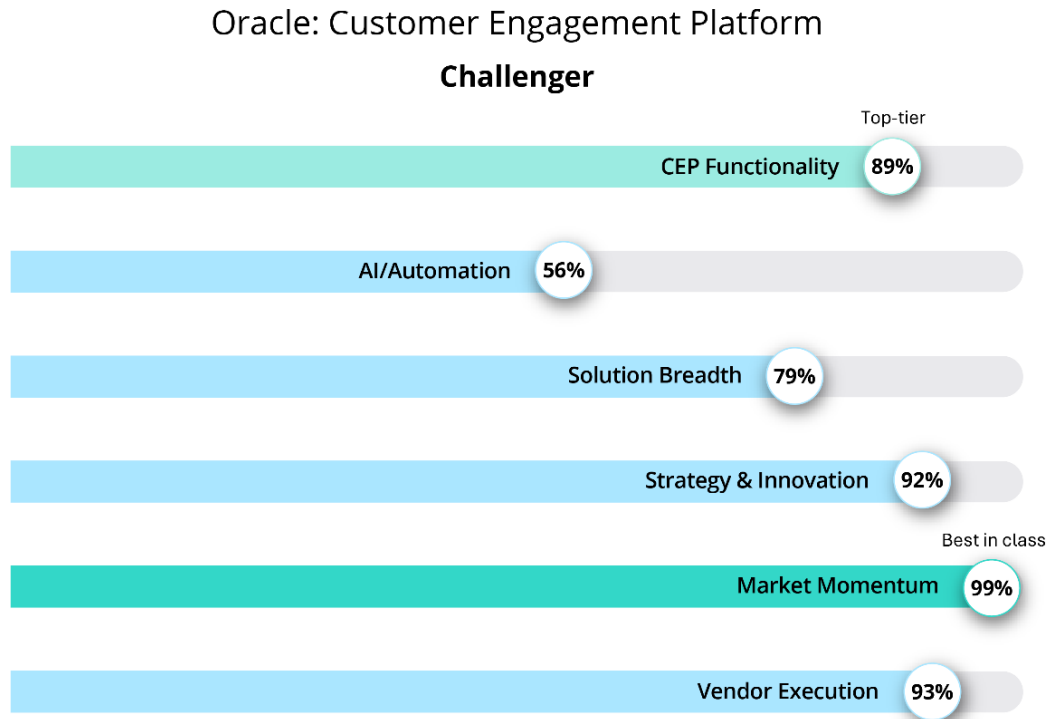 Oracle: Customer Engagement Platform
Challenger
Top-tier
CEP Functionality 89%
AI/Automation 56%
Solution Breadth 79%
Strategy & Innovation 92%
Best in class
Market Momentum 99%
Vendor Execution 93%